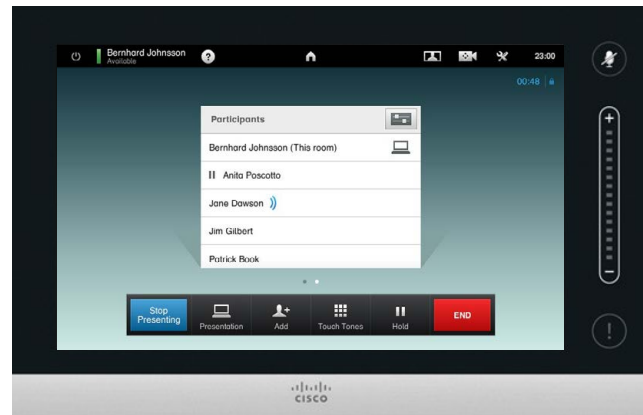 Bernhard Johnsson
Available
?
23:00
00:48
Participants
Bernhard Johnsson (This room)
Anita Poscotto
Jane Dawson
Jim Gilbert
Patrick Book
Stop
Presenting
Presentation
Add
Touch Tones
Hold
END
+
-
!
CISCO